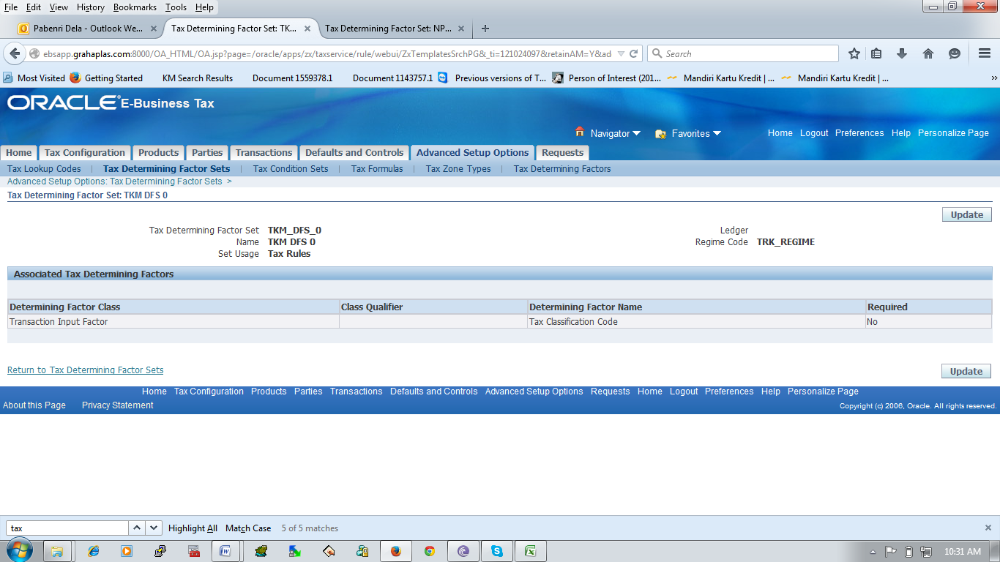 File Edit View History Bookmarks Tools Help
Pabenri Dela - Outlook We... × Tax Determining Factor Set: TK... × Tax Determining Factor Set: NP... × +
ebsapp.grahaplas.com:8000/OA_HTML/OA.jsp?page=/oracle/apps/zx/taxservice/rule/webui/ZxTemplatesSrchPG&_ti=121024097&retainAM=Y&ad Search
Most Visited Getting Started KM Search Results Document 1559378.1 Document 1143757.1 Previous versions of T... Person of Interest (201... Mandiri Kartu Kredit | ... Mandiri Kartu Kredit | ... »
ORACLE® E-Business Tax
Navigator Favorites Home Logout Preferences Help Personalize Page
Home Tax Configuration Products Parties Transactions Defaults and Controls Advanced Setup Options Requests
Tax Lookup Codes | Tax Determining Factor Sets | Tax Condition Sets | Tax Formulas | Tax Zone Types | Tax Determining Factors
Advanced Setup Options: Tax Determining Factor Sets >
Tax Determining Factor Set: TKM DFS 0
Update
Tax Determining Factor Set TKM_DFS_0 Ledger
Name TKM DFS 0 Regime Code TRK_REGIME
Set Usage Tax Rules
Associated Tax Determining Factors
Determining Factor Class Class Qualifier Determining Factor Name Required
Transaction Input Factor Tax Classification Code No
Return to Tax Determining Factor Sets Update
Home Tax Configuration Products Parties Transactions Defaults and Controls Advanced Setup Options Requests Home Logout Preferences Help Personalize Page
About this Page Privacy Statement Copyright (c) 2006, Oracle. All rights reserved.
tax Highlight All Match Case 5 of 5 matches ×
10:31 AM